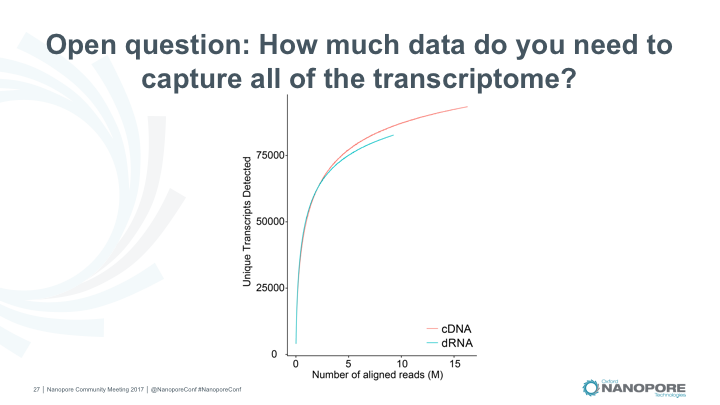 Open question: How much data do you need to
capture all of the transcriptome?
Unique Transcripts Detected
75000
50000
25000
0
cDNA
dRNA
0 5 10 15
Number of aligned reads (M)
27 | Nanopore Community Meeting 2017 | @NanoporeConf #NanoporeConf
Oxford
NANOPORE
Technologies